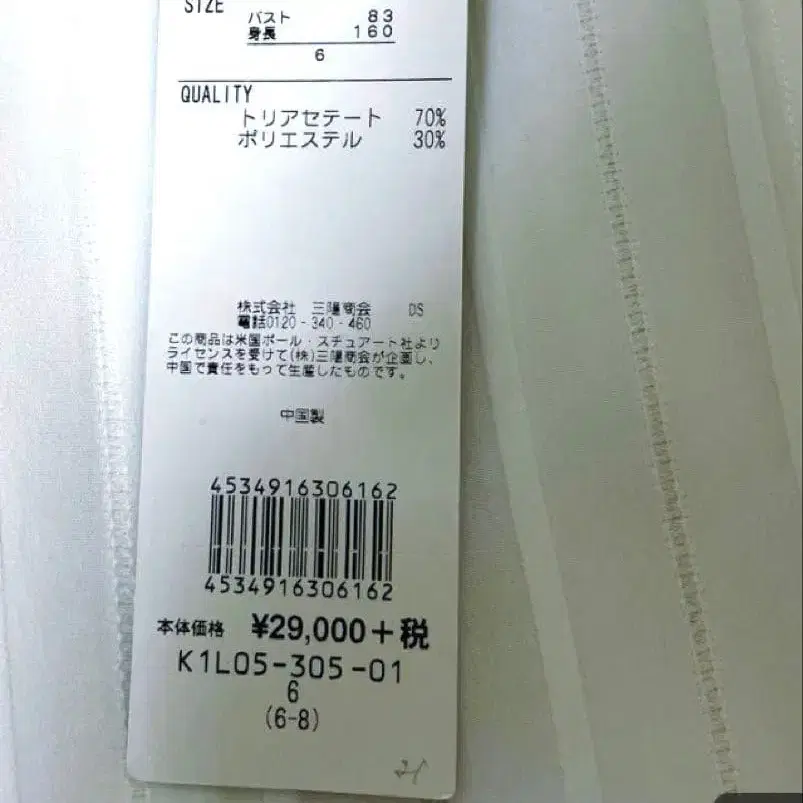 SIZE
バスト 83
身長 160
6
QUALITY
トリアセテート 70%
ポリエステル 30%
株式会社 三陽商会 DS
電話0120-340-460
この商品は米国ポール・スチュアート社より
ライセンスを受けて(株)三陽商会が企画し、
中国で責任をもって生産したものです。
中国製
4534916306162
4534916306162
本体価格 ¥29,000+税
K1L05-305-01
6
(6-8)